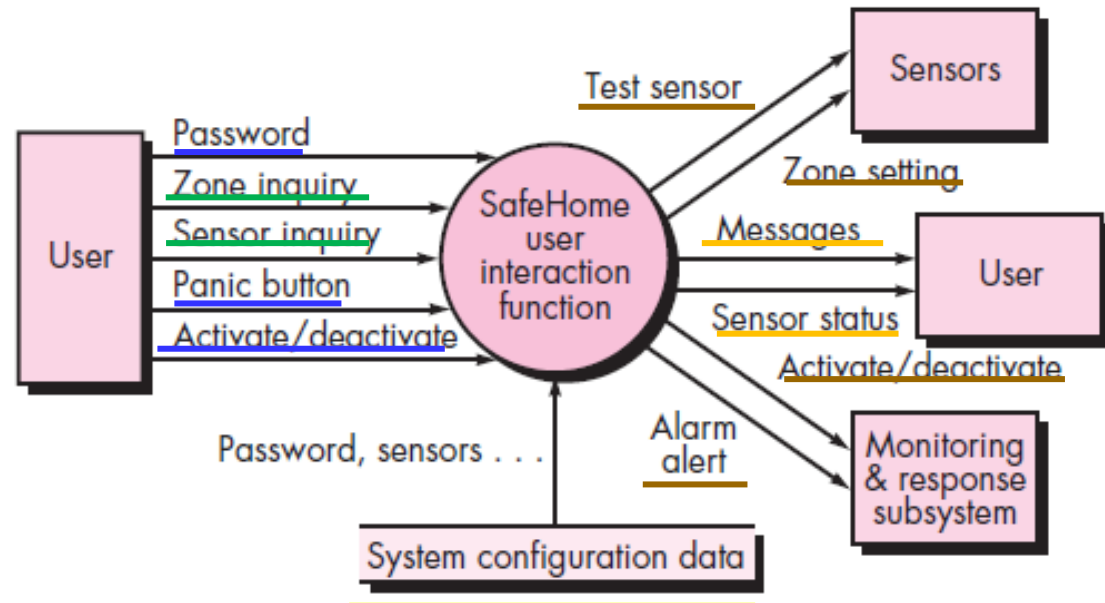 User
Password
Zone inquiry
Sensor inquiry
Panic button
Activate/deactivate
SafeHome
user
interaction
function
Password, sensors . . .
System configuration data
Test sensor
Zone setting
Sensors
Messages
Sensor status
User
Activate/deactivate
Alarm
alert
Monitoring
& response
subsystem